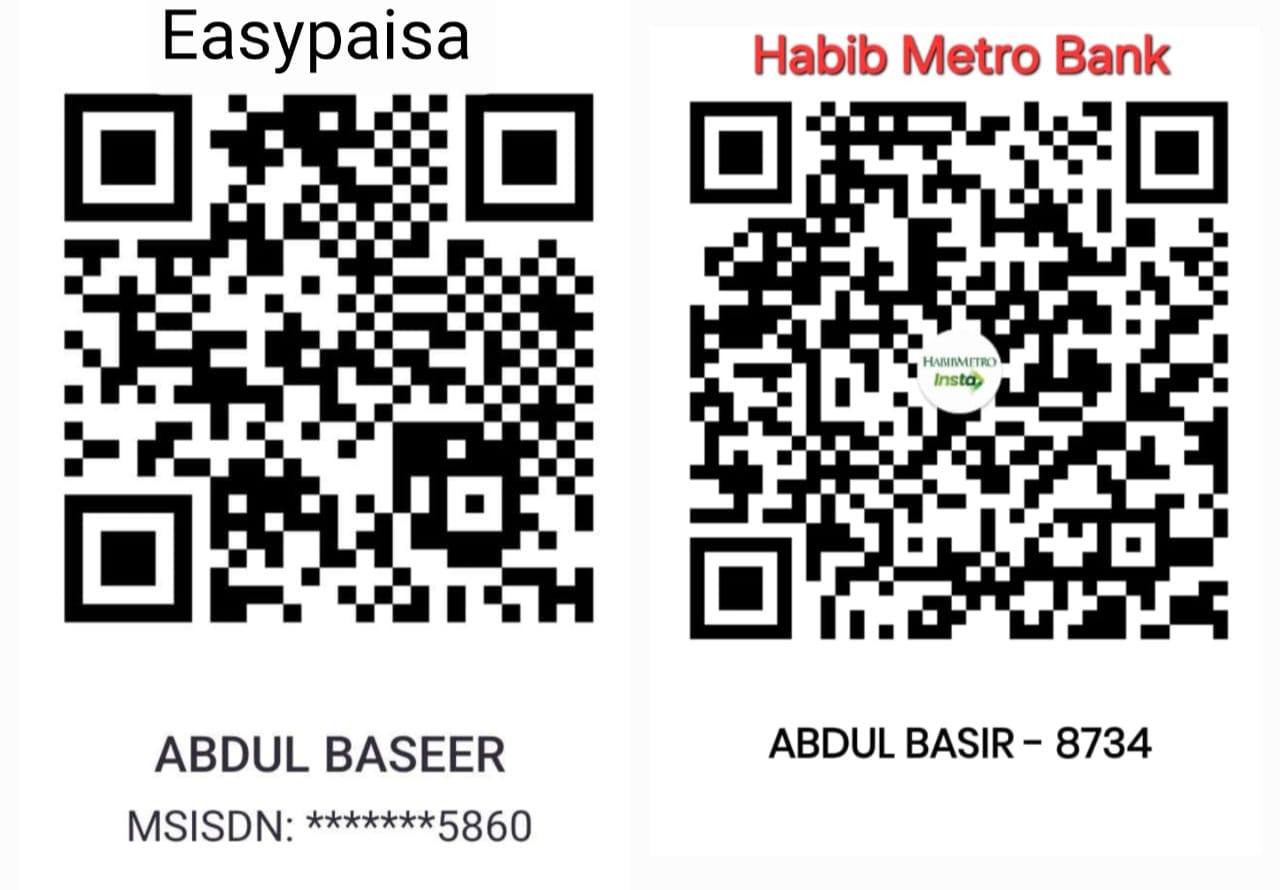 Easypaisa
ABDUL BASEER
MSISDN: *******5860
Habib Metro Bank
HABIBMETRO
Insta
ABDUL BASIR - 8734